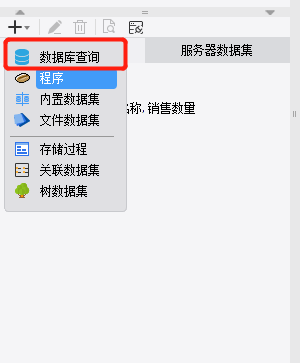 数据库查询
服务器数据集
程序
内置数据集
称,销售数量
文件数据集
存储过程
关联数据集
树数据集